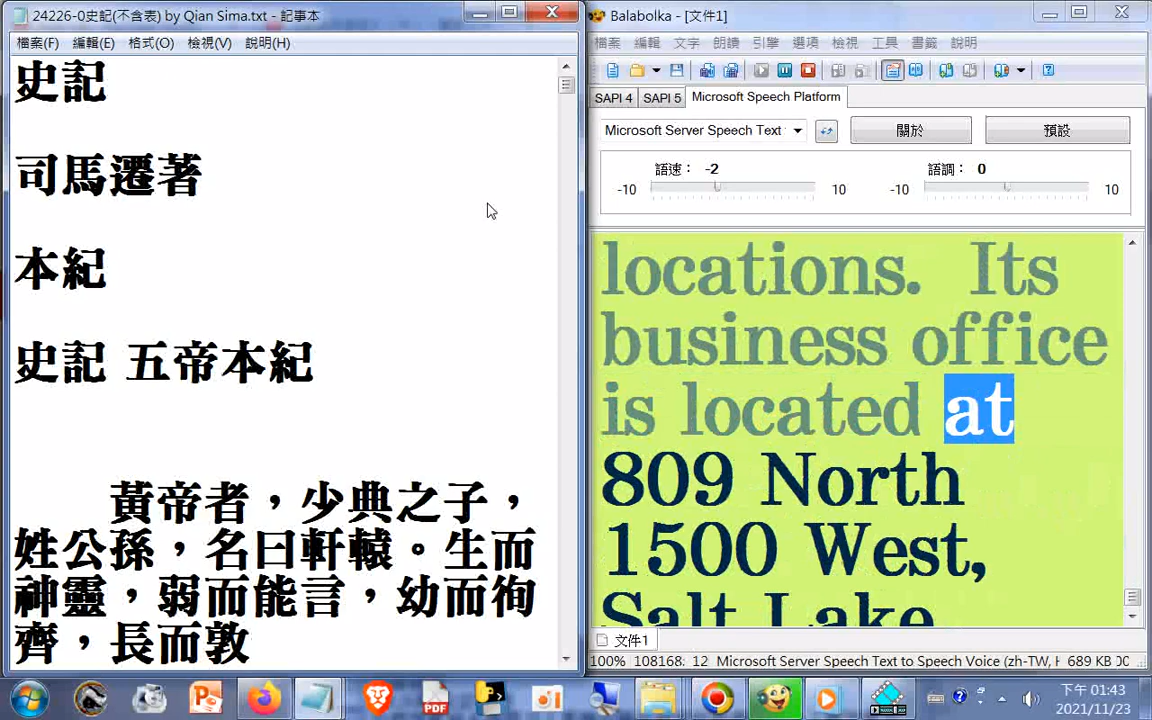 24226-0史記(不含表) by Qian Sima.txt - 記事本
檔案(F) 編輯(E) 格式(O) 檢視(V) 說明(H)
史記
司馬遷著
本紀
史記 五帝本紀
黃帝者，少典之子，
姓公孫，名曰軒轅。生而
神靈，弱而能言，幼而徇
齊，長而敦
Balabolka - [文件1]
檔案 編輯 文字 朗讀 引擎 選項 檢視 工具 書籤 說明
SAPI 4 SAPI 5 Microsoft Speech Platform
Microsoft Server Speech Text 關於 預設
語速： -2 語調： 0
-10 10 -10 10
locations. Its
business office
is located at
809 North
1500 West,
Salt Lake
文件1
100% 108168: 12 Microsoft Server Speech Text to Speech Voice (zh-TW, H 689 KB
PDF
下午 01:43
2021/11/23